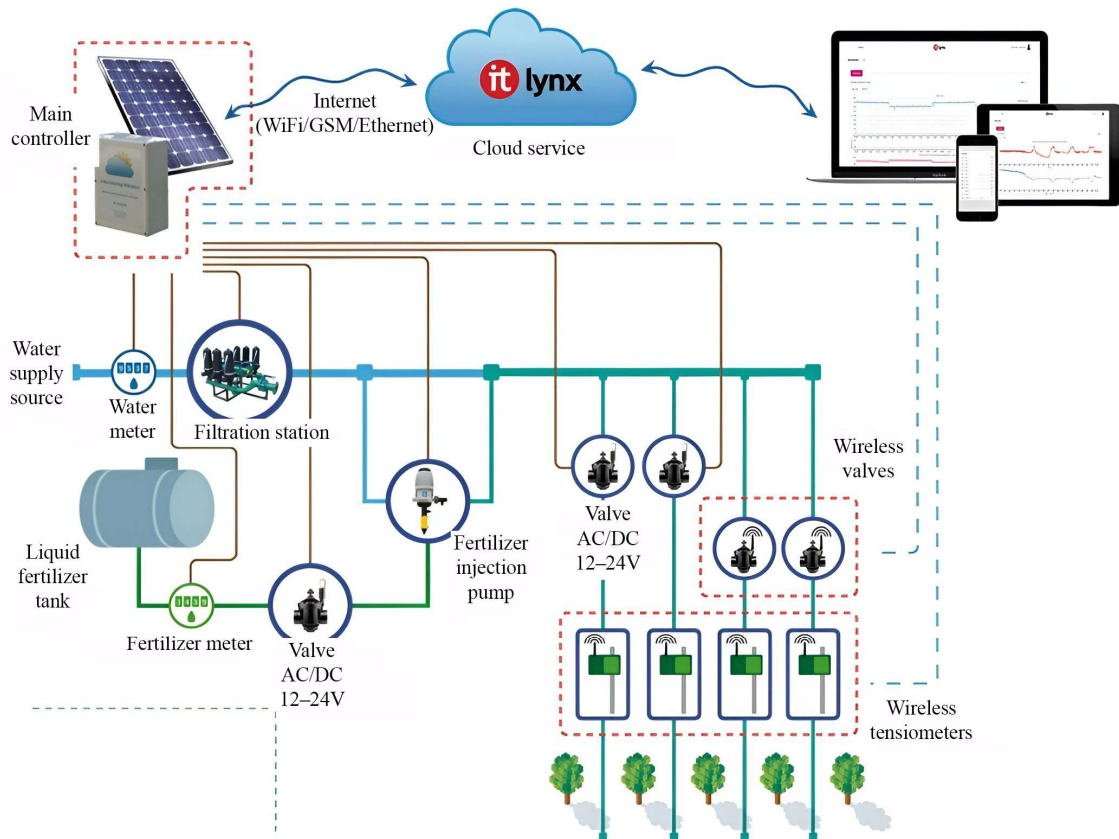 Main
controller
Internet
(WiFi/GSM/Ethernet)
it lynx
Cloud service
Water
supply
source
Water
meter
Filtration station
Wireless
valves
Valve
AC/DC
12–24V
Fertilizer
injection
pump
Liquid
fertilizer
tank
Fertilizer meter
Valve
AC/DC
12–24V
Wireless
tensiometers